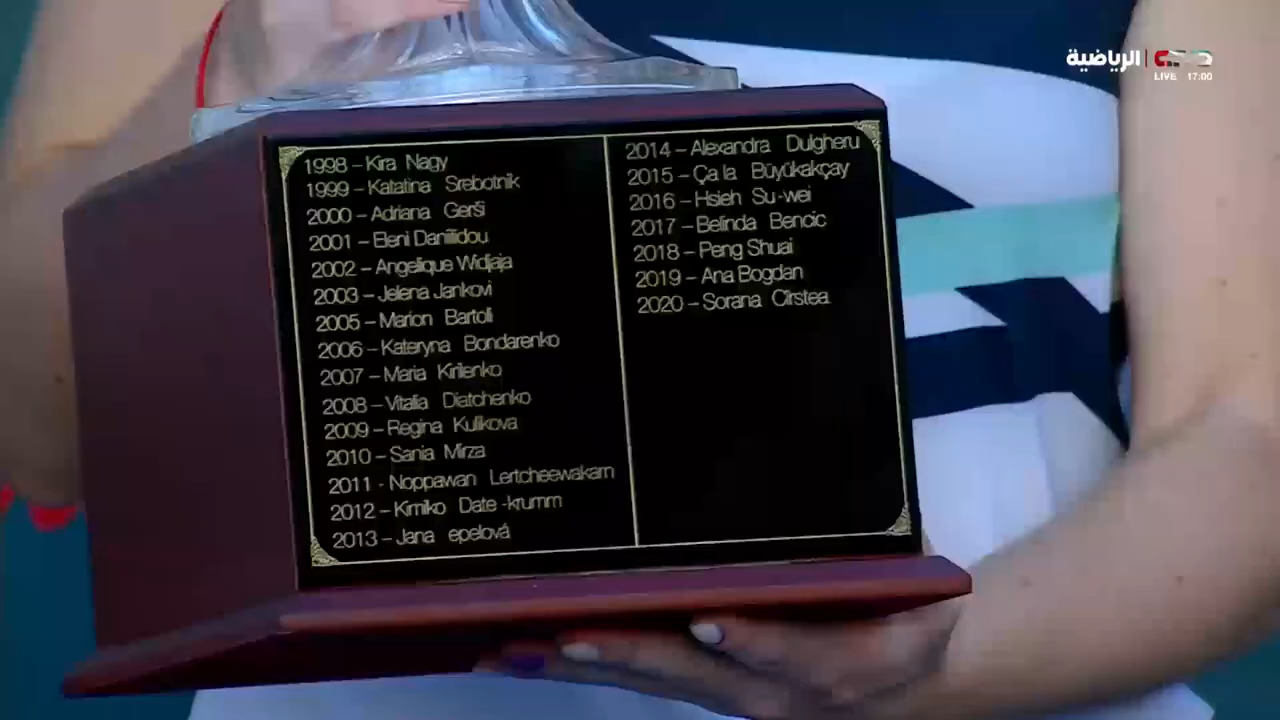 الرياضية
LIVE 17:00
1998 – Kira Nagy
1999 – Katatina Srebotnik
2000 – Adriana Gerši
2001 – Eleni Daniilidou
2002 – Angelique Widjaja
2003 – Jelena Jankovi
2005 – Marion Bartoli
2006 – Kateryna Bondarenko
2007 – Maria Kirilenko
2008 – Vitalia Diatchenko
2009 – Regina Kulikova
2010 – Sania Mirza
2011 - Noppawan Lertcheewakarn
2012 – Kimiko Date -krumm
2013 – Jana epelová
2014 – Alexandra Dulgheru
2015 – Ça la Büyükakçay
2016 – Hsieh Su -wei
2017 – Belinda Bencic
2018 – Peng Shuai
2019 – Ana Bogdan
2020 – Sorana Cîrstea